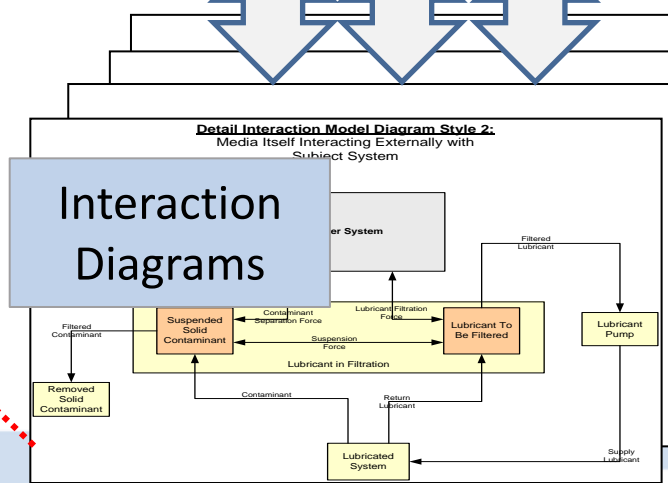 Detail Interaction Model Diagram Style 2:
Media Itself Interacting Externally with
Subject System
Interaction
Diagrams
System
Filtered
Lubricant
Suspended
Solid
Contaminant
Contaminant
Separation Force
Lubricant Filtration
Force
Lubricant To
Be Filtered
Lubricant
Pump
Filtered
Contaminant
Suspension
Force
Lubricant in Filtration
Removed
Solid
Contaminant
Contaminant
Return
Lubricant
Lubricated
System
Supply
Lubricant